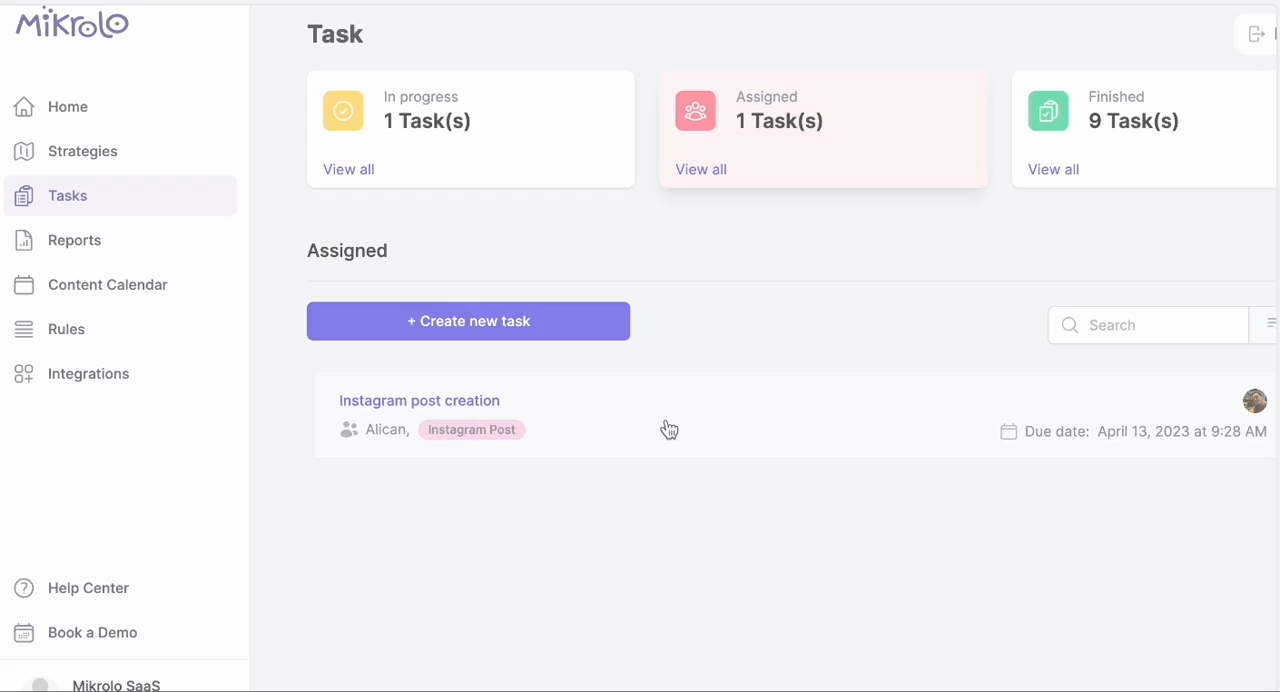 Mikrolo
Home
Strategies
Tasks
Reports
Content Calendar
Rules
Integrations
Help Center
Book a Demo
Mikrolo SaaS
Task
In progress
1 Task(s)
View all
Assigned
1 Task(s)
View all
Finished
9 Task(s)
View all
Assigned
+ Create new task
Search
Instagram post creation
Alican, Instagram Post
Due date: April 13, 2023 at 9:28 AM